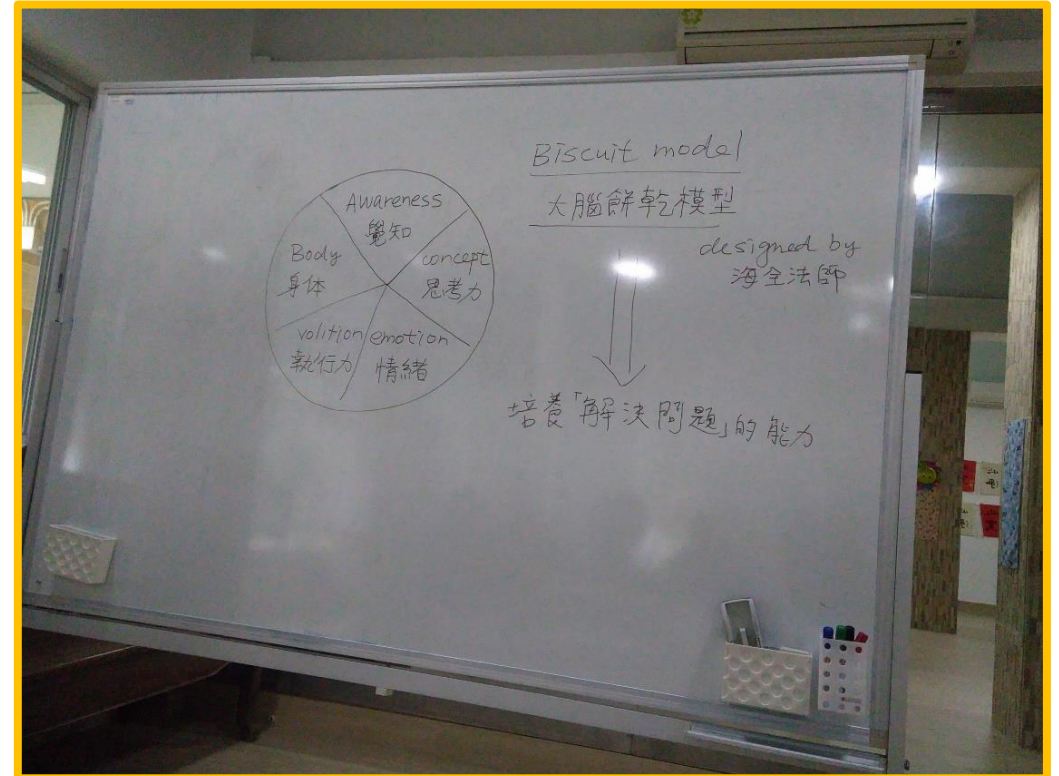 Biscuit model
大腦餅乾模型
designed by
海全法師
培養「解決問題」的能力
Awareness
覺知
concept
思考力
emotion
情緒
volition
執行力
Body
身体